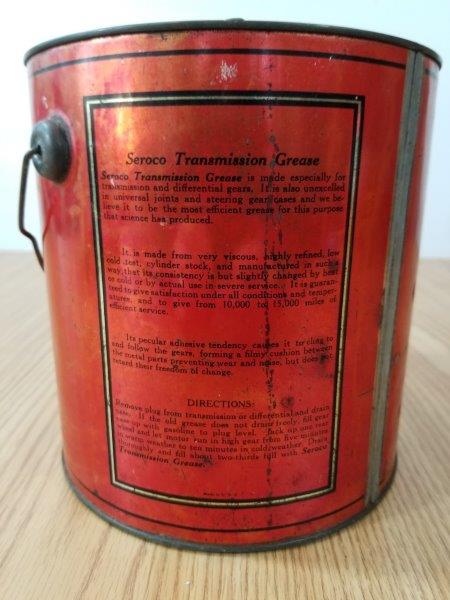 Seroco Transmission Grease
Seroco Transmission Grease is made especially for
transmission and differential gears. It is also unexcelled
in universal joints and steering gear cases and we be-
lieve it to be the most efficient grease for this purpose
that science has produced.
It is made from very viscous, highly refined, low
cold test, cylinder stock, and manufactured in such a
way that its consistency is but slightly changed by heat
or cold or by actual use in severe service. It is guaran-
teed to give satisfaction under all conditions and temper-
atures, and to give from 10,000 to 15,000 miles of
efficient service.
Its pecular adhesive tendency causes it to cling to
and follow the gears, forming a filmy cushion between
the metal parts preventing wear and noise, but does not
retard their freedom of change.
DIRECTIONS:
Remove plug from transmission or differential and drain
case. If the old grease does not drain freely, fill gear
case up with gasoline to plug level. Jack up one rear
wheel and let motor run in high gear from five minutes
in warm weather to ten minutes in cold weather. Drain
thoroughly, and fill about two-thirds full with Seroco
Transmission Grease.
Made in U. S. A.